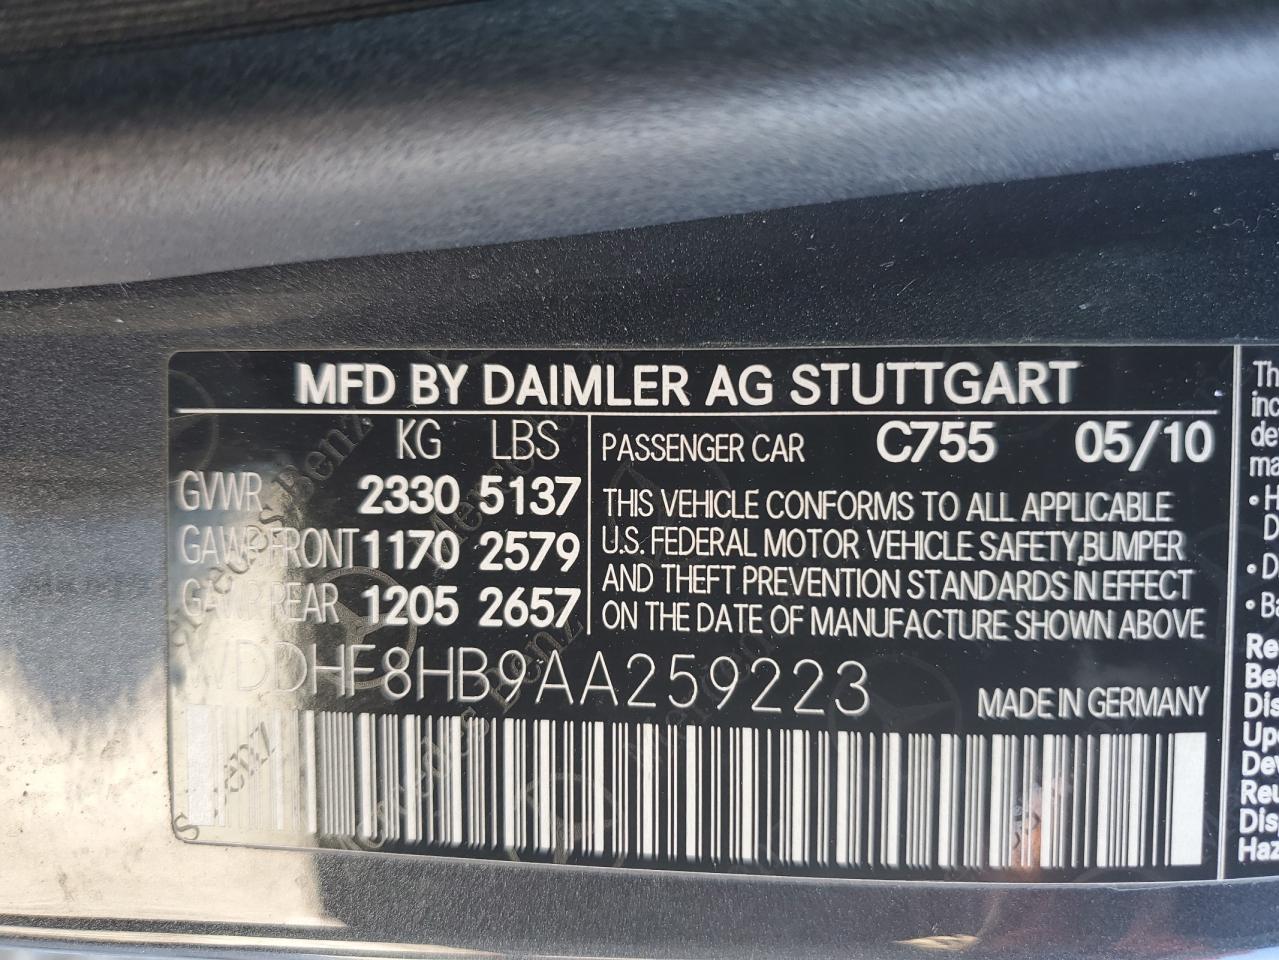 MFD BY DAIMLER AG STUTTGART
KG LBS
GVWR 2330 5137
GAWR FRONT 1170 2579
GAWR REAR 1205 2657
PASSENGER CAR C755 05/10
THIS VEHICLE CONFORMS TO ALL APPLICABLE
U.S. FEDERAL MOTOR VEHICLE SAFETY,BUMPER
AND THEFT PREVENTION STANDARDS IN EFFECT
ON THE DATE OF MANUFACTURE SHOWN ABOVE
WDDHF8HB9AA259223
MADE IN GERMANY
Mercedes Benz